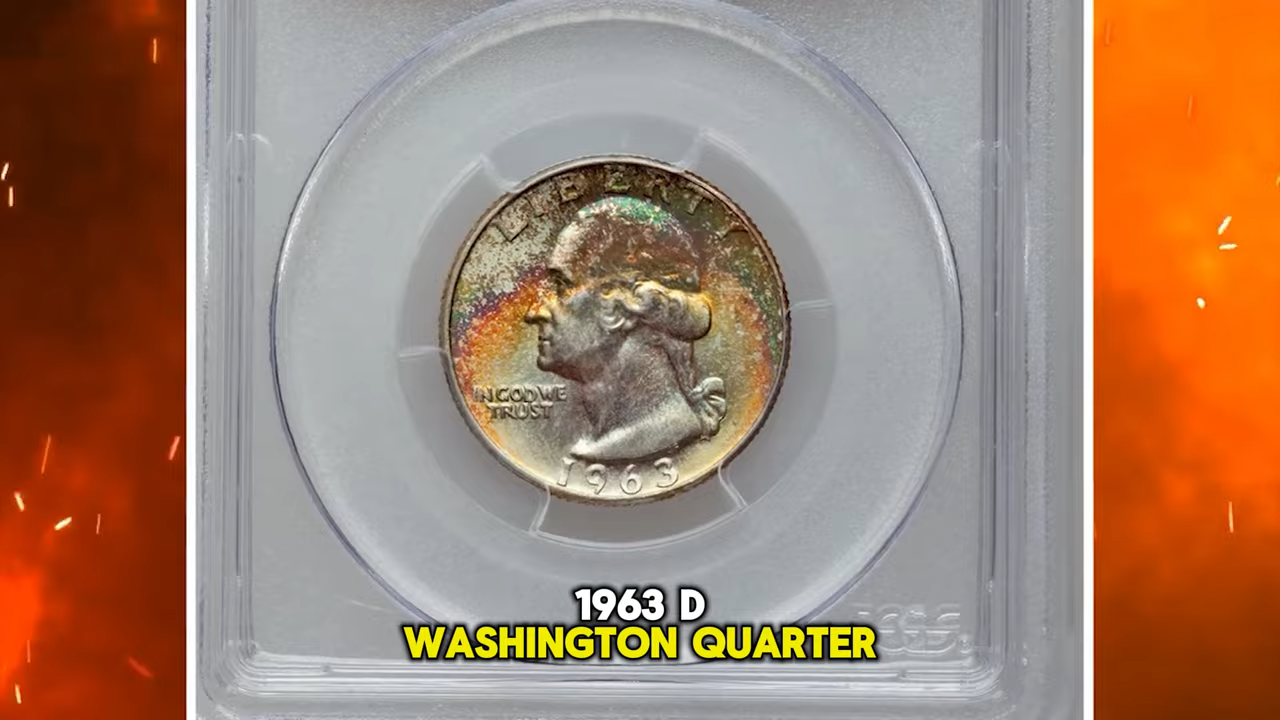 LIBERTY
IN GOD WE
TRUST
1963
1963 D
WASHINGTON QUARTER